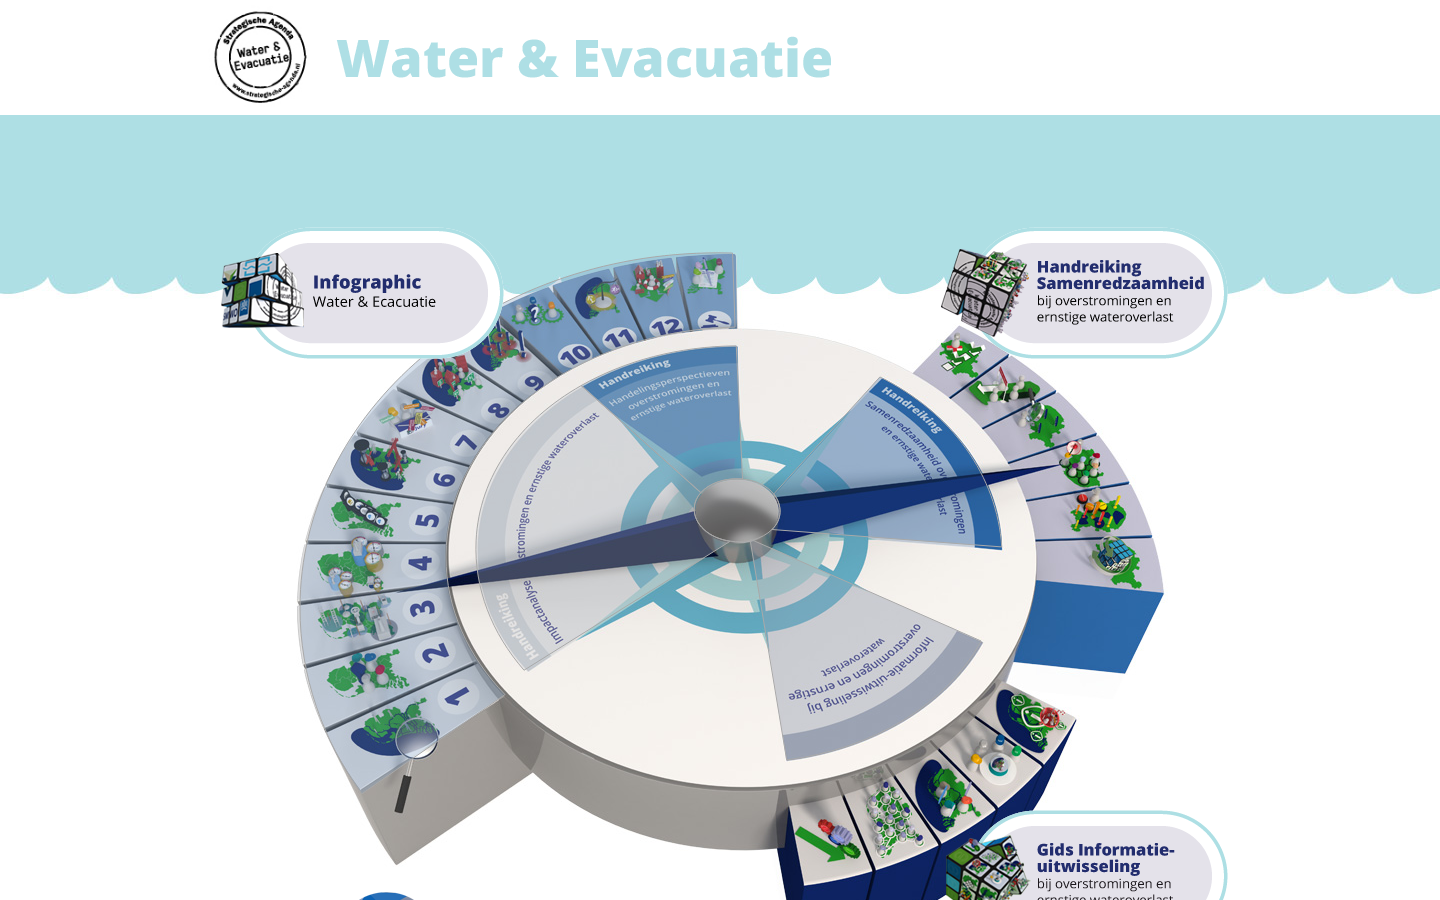 Strategische Agenda
Water &
Evacuatie
www.strategische-agenda.nl
Water & Evacuatie
Infographic
Water & Ecacuatie
Handreiking
Samenredzaamheid
bij overstromingen en
ernstige wateroverlast
Handreiking
Handelingsperspectieven
overstromingen en
ernstige wateroverlast
Handreiking
Samenredzaamheid
en ernstige
Handreiking
Impactanalyse
en ernstige wateroverlast
Informatie-uitwisseling bij
overstromingen en ernstige
wateroverlast
1
2
3
4
5
6
7
8
9
10
11
12
Gids Informatie-
uitwisseling
bij overstromingen en
ernstige wateroverlast